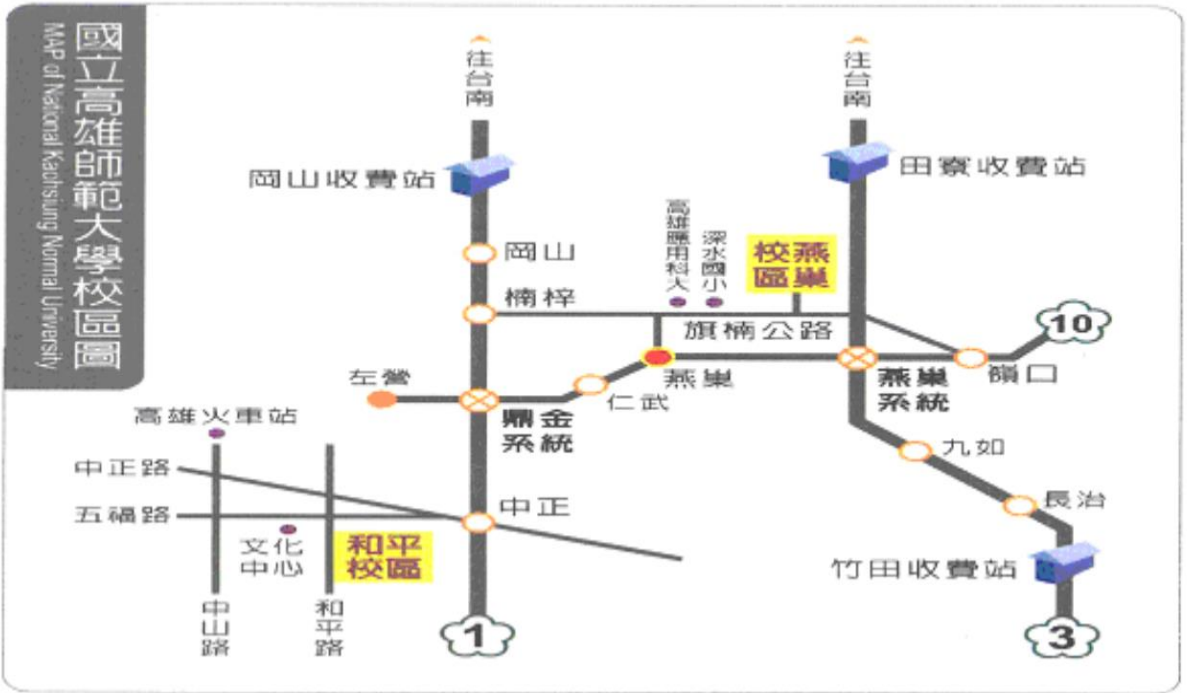 國立高雄師範大學校區圖
MAP of National Kaohsiung Normal University
往台南
往台南
岡山收費站
田寮收費站
高雄應用科大
深水國小
燕巢
校區
岡山
楠梓
旗楠公路
10
左營
仁武
燕巢
燕巢
系統
嶺口
鼎金
系統
高雄火車站
中正路
九如
五福路
中正
長治
文化
中心
和平
校區
竹田收費站
中山路
和平路
1
3